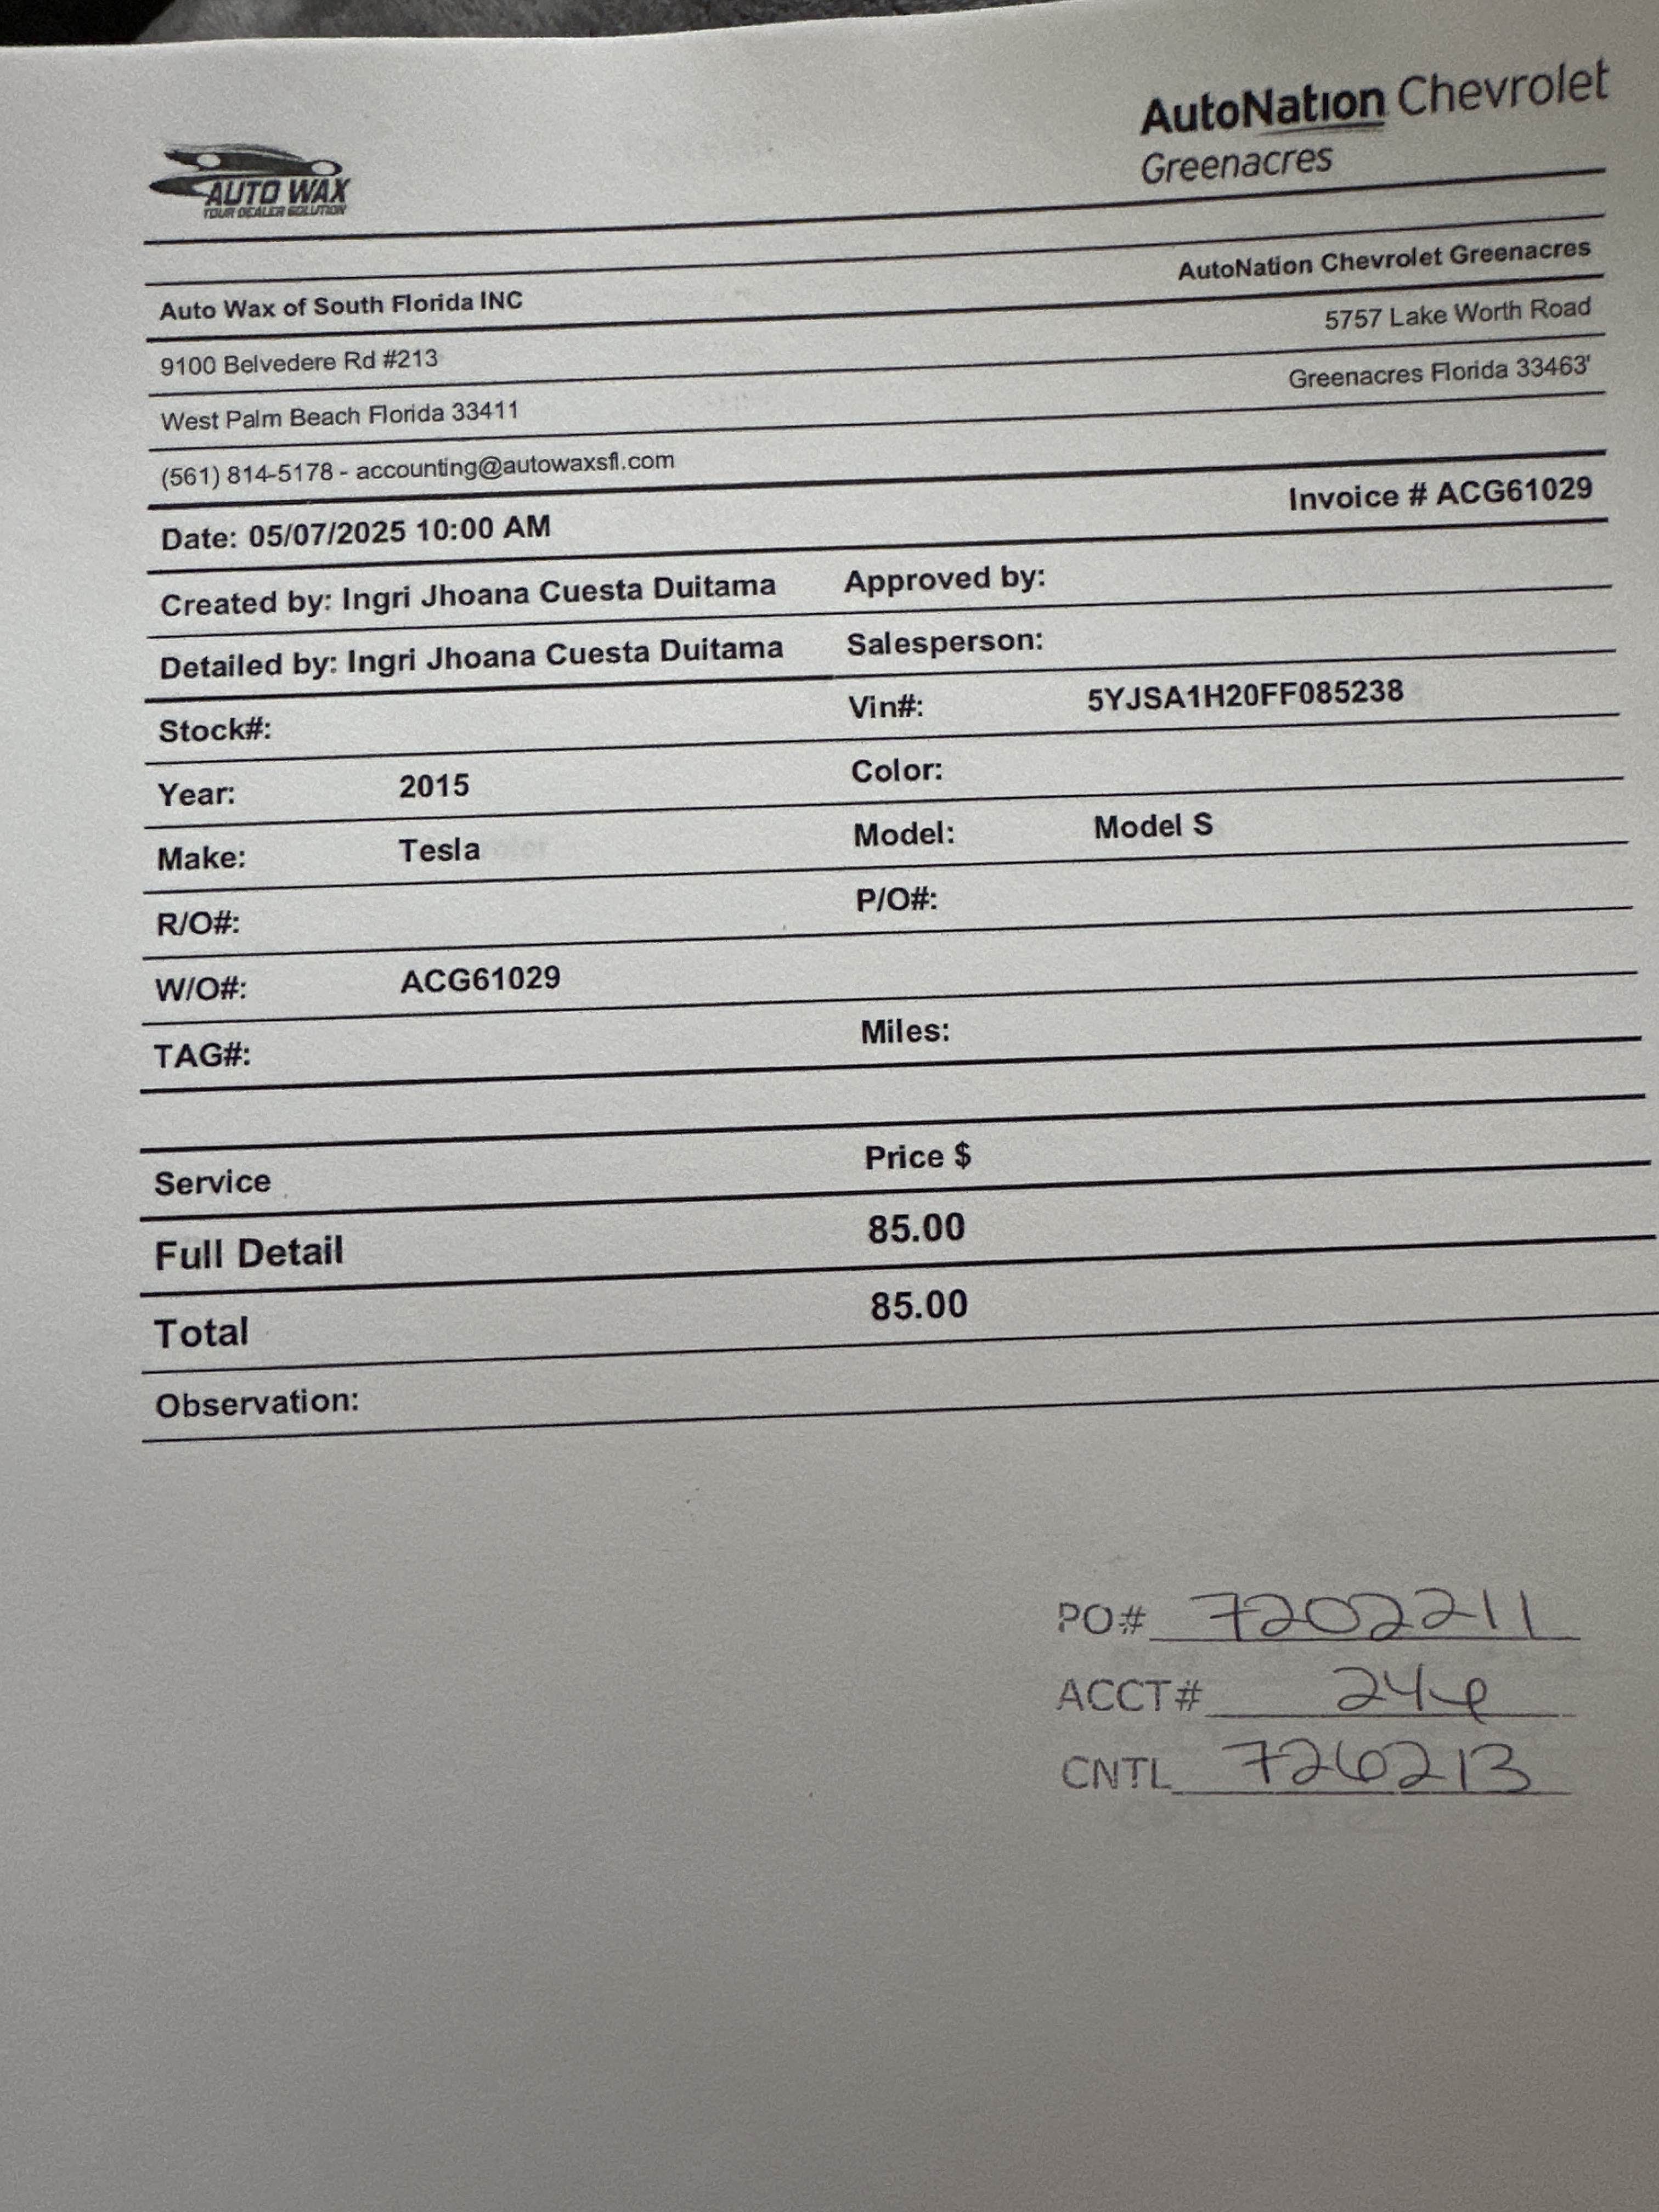 AutoNation Chevrolet
Greenacres
AUTO WAX
YOUR DEALER SOLUTION
AutoNation Chevrolet Greenacres
Auto Wax of South Florida INC
5757 Lake Worth Road
9100 Belvedere Rd #213
Greenacres Florida 33463'
West Palm Beach Florida 33411
(561) 814-5178 - accounting@autowaxsfl.com
Date: 05/07/2025 10:00 AM Invoice # ACG61029
Created by: Ingri Jhoana Cuesta Duitama Approved by:
Detailed by: Ingri Jhoana Cuesta Duitama Salesperson:
Stock#: Vin#: 5YJSA1H20FF085238
Year: 2015 Color:
Make: Tesla Model: Model S
R/O#: P/O#:
W/O#: ACG61029
TAG#: Miles:
Service Price $
Full Detail 85.00
Total 85.00
Observation:
PO# 7202211
ACCT#
CNTL 726213